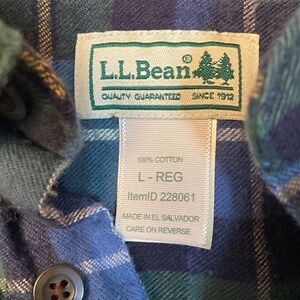 L.L.Bean®
QUALITY GUARANTEED SINCE 1912
100% COTTON
L - REG
ItemID 228061
MADE IN EL SALVADOR
CARE ON REVERSE